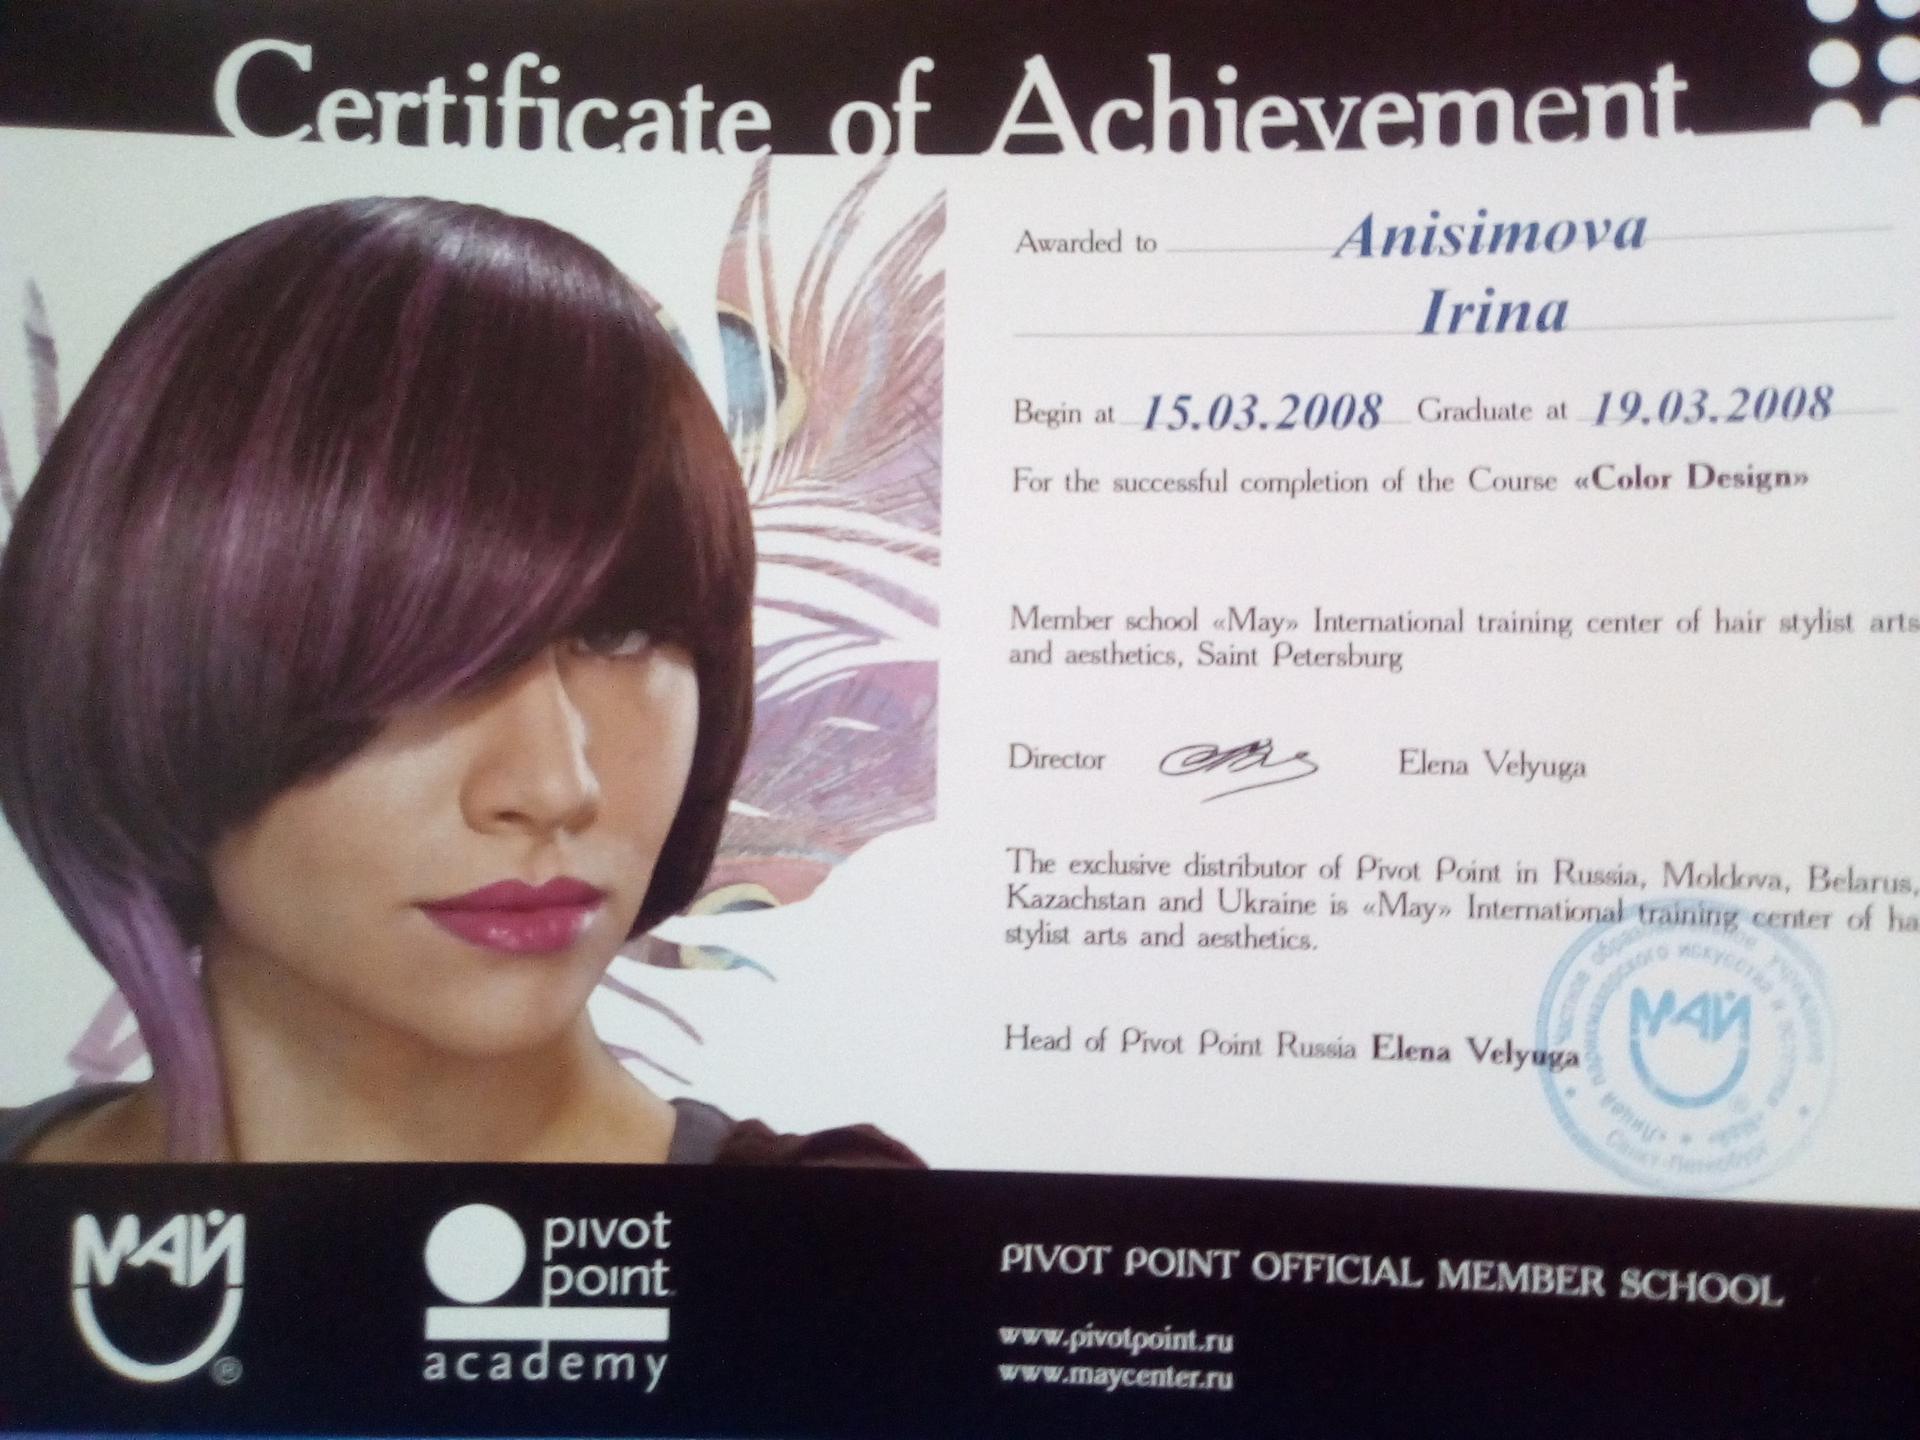 Certificate of Achievement
Awarded to Anisimova
Irina
Begin at 15.03.2008 Graduate at 19.03.2008
For the successful completion of the Course «Color Design»
Member school «May» International training center of hair stylist arts
and aesthetics, Saint Petersburg
Director Elena Velyuga
The exclusive distributor of Pivot Point in Russia, Moldova, Belarus,
Kazachstan and Ukraine is «May» International training center of ha
stylist arts and aesthetics.
Head of Pivot Point Russia Elena Velyuga
МАЙ
®
Санкт-Петербург
МАЙ
®
pivot
point
academy
PIVOT POINT OFFICIAL MEMBER SCHOOL
www.pivotpoint.ru
www.maycenter.ru